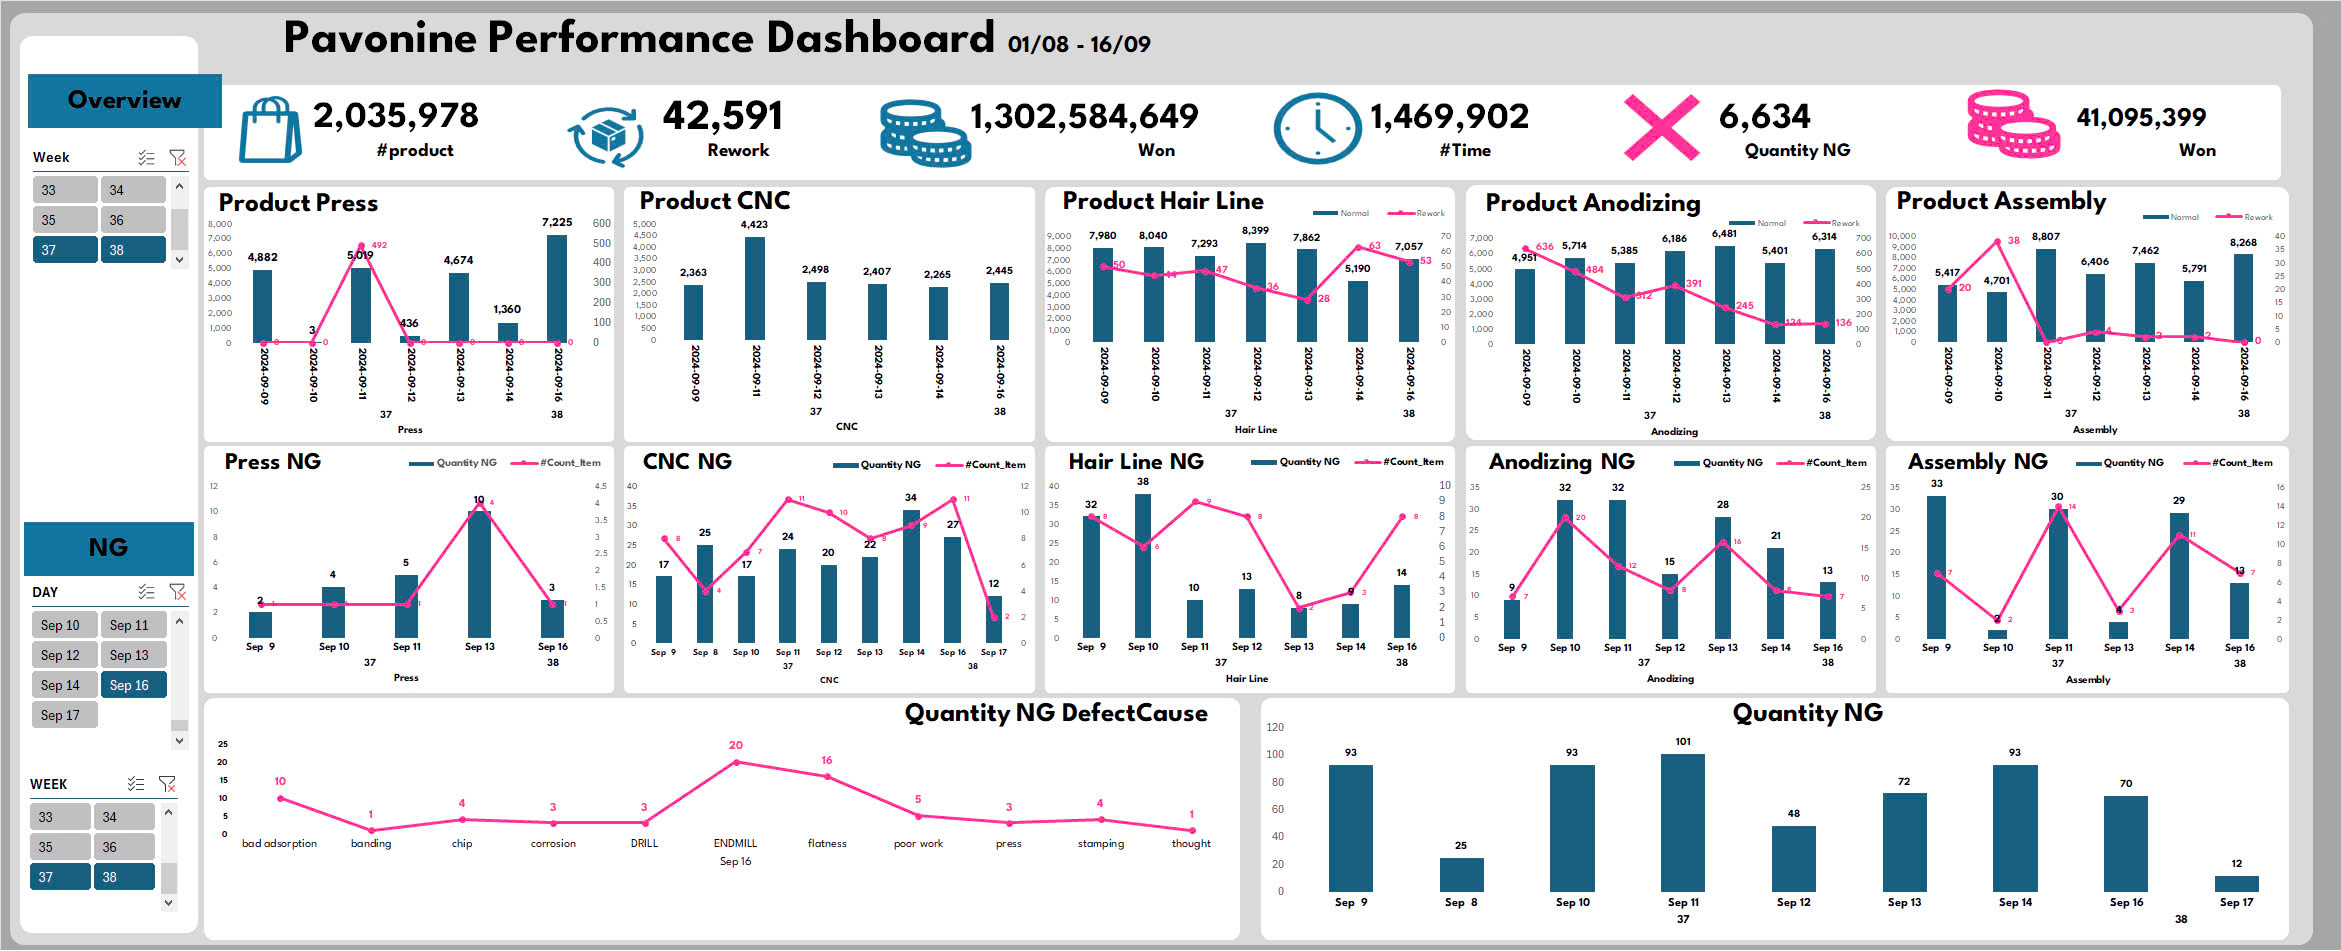 Pavonine Performance Dashboard 01/08 - 16/09
Overview
2,035,978
#product
42,591
Rework
1,302,584,649
Won
1,469,902
#Time
6,634
Quantity NG
41,095,399
Won
Week
33 34
35 36
37 38
NG
DAY
Sep 10 Sep 11
Sep 12 Sep 13
Sep 14 Sep 16
Sep 17
WEEK
33 34
35 36
37 38
Product Press
8,000
7,000
6,000
5,000
4,000
3,000
2,000
1,000
0
600
500
400
300
200
100
0
4,882 3 5,019 436 4,674 1,360 7,225
0 0 492 0 0 0 0
2024-09-09 2024-09-10 2024-09-11 2024-09-12 2024-09-13 2024-09-14 2024-09-16
37 38
Press
Product CNC
5,000
4,500
4,000
3,500
3,000
2,500
2,000
1,500
1,000
500
0
2,363 4,423 2,498 2,407 2,265 2,445
2024-09-09 2024-09-11 2024-09-12 2024-09-13 2024-09-14 2024-09-16
37 38
CNC
Product Hair Line
Normal Rework
9,000
8,000
7,000
6,000
5,000
4,000
3,000
2,000
1,000
0
70
60
50
40
30
20
10
0
7,980 8,040 7,293 8,399 7,862 5,190 7,057
50 44 47 36 28 63 53
2024-09-09 2024-09-10 2024-09-11 2024-09-12 2024-09-13 2024-09-14 2024-09-16
37 38
Hair Line
Product Anodizing
Normal Rework
7,000
6,000
5,000
4,000
3,000
2,000
1,000
0
700
600
500
400
300
200
100
0
4,951 5,714 5,385 6,186 6,481 5,401 6,314
636 484 312 391 245 134 136
2024-09-09 2024-09-10 2024-09-11 2024-09-12 2024-09-13 2024-09-14 2024-09-16
37 38
Anodizing
Product Assembly
Normal Rework
10,000
9,000
8,000
7,000
6,000
5,000
4,000
3,000
2,000
1,000
0
40
35
30
25
20
15
10
5
0
5,417 4,701 8,807 6,406 7,462 5,791 8,268
20 38 0 4 2 2 0
2024-09-09 2024-09-10 2024-09-11 2024-09-12 2024-09-13 2024-09-14 2024-09-16
37 38
Assembly
Press NG
Quantity NG #Count_Item
12
10
8
6
4
2
0
4.5
4
3.5
3
2.5
2
1.5
1
0.5
0
2 4 5 10 3
1 1 1 4 1
Sep 9 Sep 10 Sep 11 Sep 13 Sep 16
37 38
Press
CNC NG
Quantity NG #Count_Item
40
35
30
25
20
15
10
5
0
12
10
8
6
4
2
0
17 25 17 24 20 22 34 27 12
8 4 7 11 10 8 9 11 2
Sep 9 Sep 8 Sep 10 Sep 11 Sep 12 Sep 13 Sep 14 Sep 16 Sep 17
37 38
CNC
Hair Line NG
Quantity NG #Count_Item
40
35
30
25
20
15
10
5
0
10
9
8
7
6
5
4
3
2
1
0
32 38 10 13 8 9 14
8 6 9 8 2 3 8
Sep 9 Sep 10 Sep 11 Sep 12 Sep 13 Sep 14 Sep 16
37 38
Hair Line
Anodizing NG
Quantity NG #Count_Item
35
30
25
20
15
10
5
0
25
20
15
10
5
0
9 32 32 15 28 21 13
7 20 12 8 16 8 7
Sep 9 Sep 10 Sep 11 Sep 12 Sep 13 Sep 14 Sep 16
37 38
Anodizing
Assembly NG
Quantity NG #Count_Item
35
30
25
20
15
10
5
0
16
14
12
10
8
6
4
2
0
33 2 30 4 29 13
7 2 14 3 11 7
Sep 9 Sep 10 Sep 11 Sep 13 Sep 14 Sep 16
37 38
Assembly
Quantity NG DefectCause
25
20
15
10
5
0
10 1 4 3 3 20 16 5 3 4 1
bad adsorption banding chip corrosion DRILL ENDMILL flatness poor work press stamping thought
Sep 16
Quantity NG
120
100
80
60
40
20
0
93 25 93 101 48 72 93 70 12
Sep 9 Sep 8 Sep 10 Sep 11 Sep 12 Sep 13 Sep 14 Sep 16 Sep 17
37 38